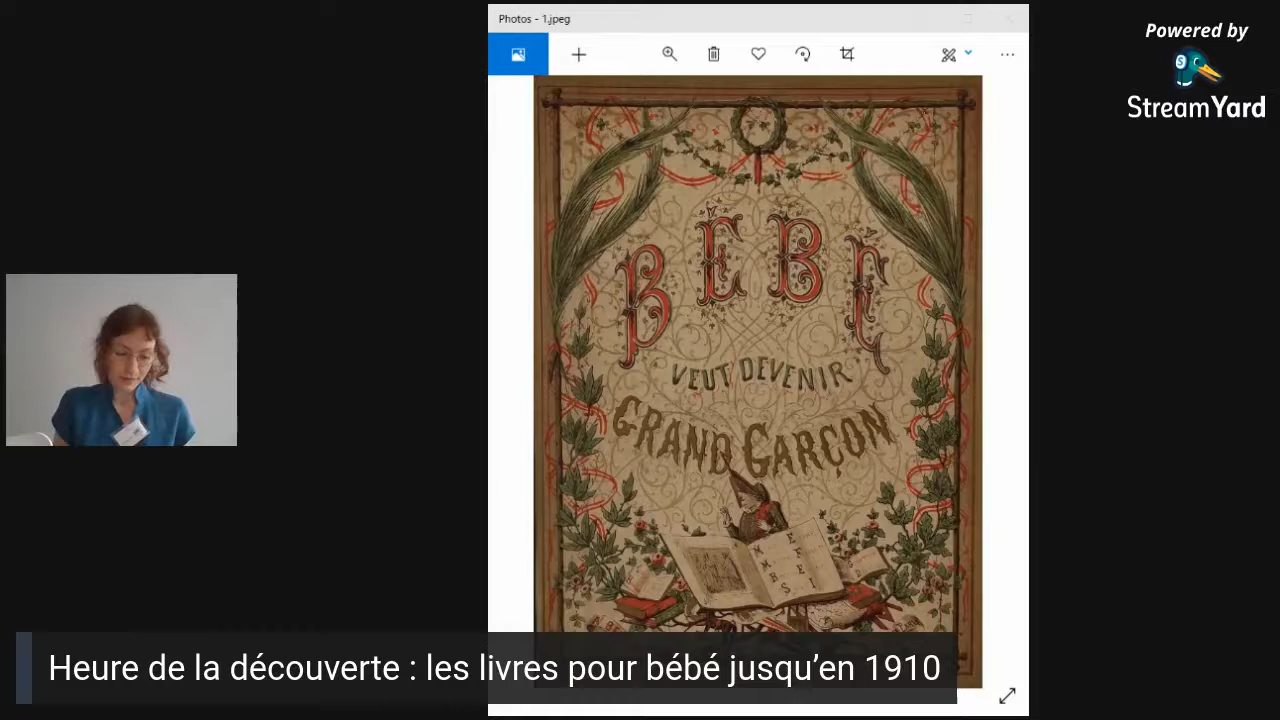 Photos - 1.jpeg
Powered by
StreamYard
BÉBÉ
VEUT DEVENIR
GRAND GARÇON
Heure de la découverte : les livres pour bébé jusqu'en 1910